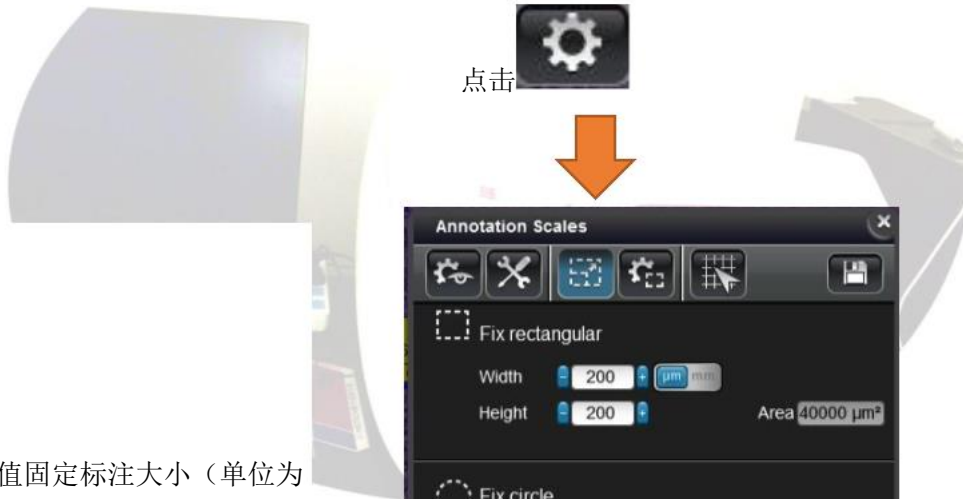 点击
Annotation Scales
Fix rectangular
Width - 200 + µm mm
Height - 200 + Area 40000 µm²
值固定标注大小（单位为
Fix circle